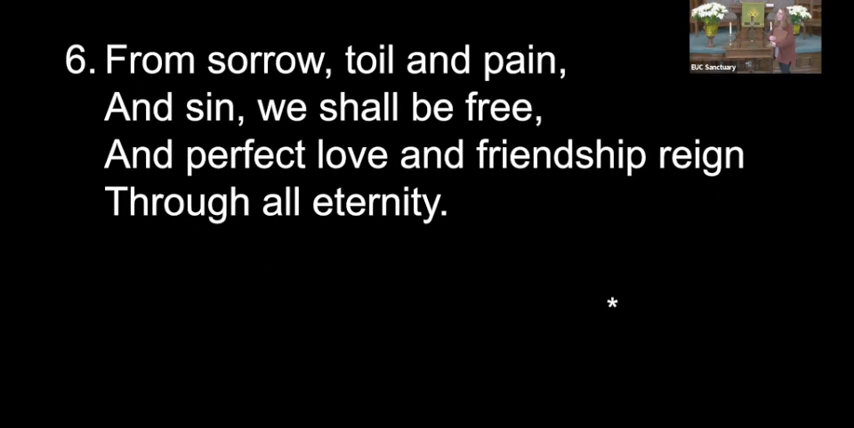 6. From sorrow, toil and pain,
And sin, we shall be free,
And perfect love and friendship reign
Through all eternity.
*
EUC Sanctuary